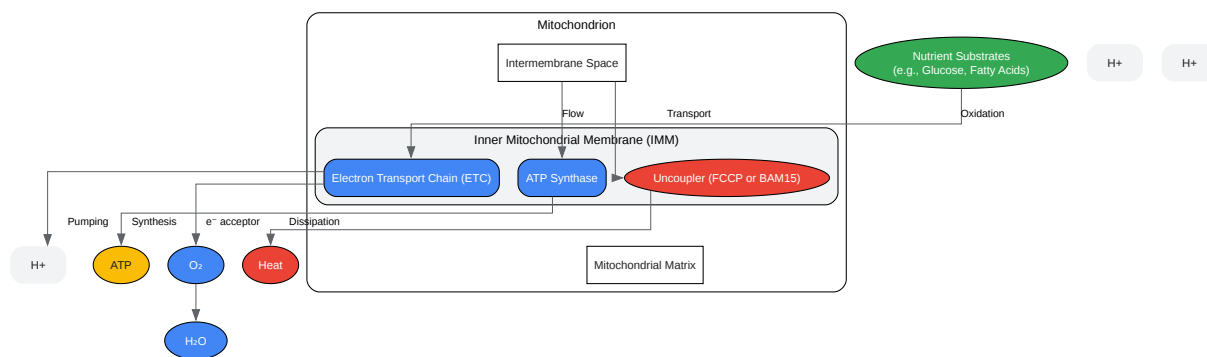 Mitochondrion
Intermembrane Space
Nutrient Substrates
(e.g., Glucose, Fatty Acids)
H+
H+
Flow
Transport
Oxidation
Inner Mitochondrial Membrane (IMM)
Electron Transport Chain (ETC)
ATP Synthase
Uncoupler (FCCP or BAM15)
Pumping
Synthesis
e⁻ acceptor
Dissipation
H+
ATP
O₂
Heat
Mitochondrial Matrix
H₂O